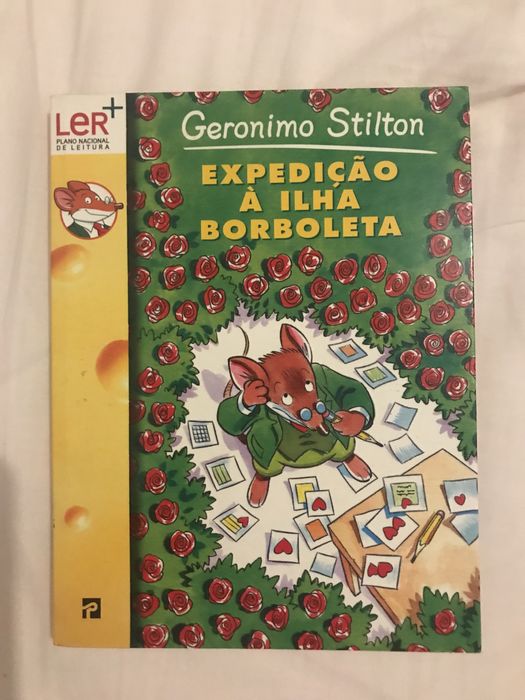 LeR+
PLANO NACIONAL
DE LEITURA
Geronimo Stilton
EXPEDIÇÃO
À ILHA
BORBOLETA